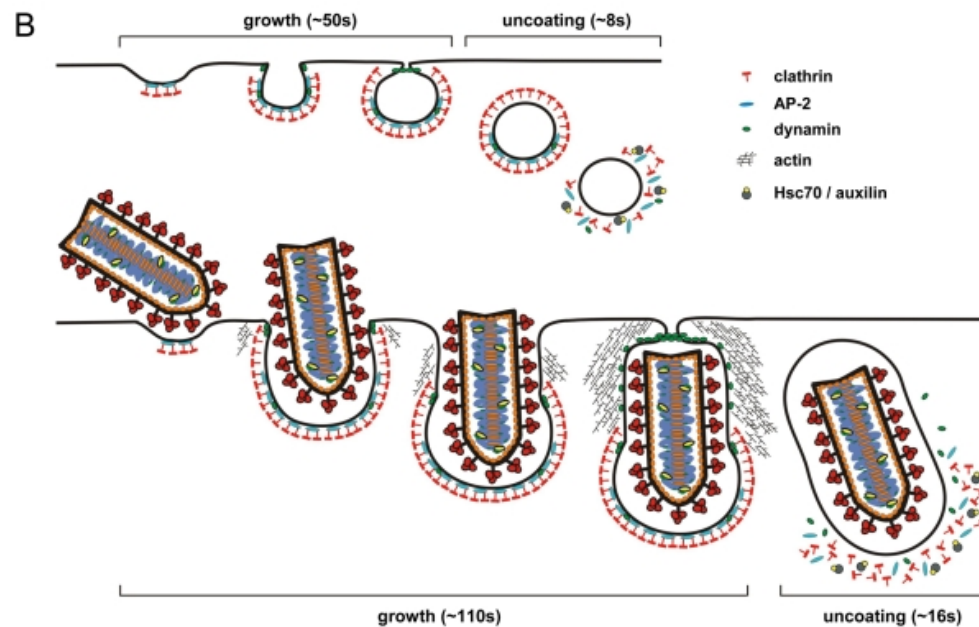 B
growth (~50s)
uncoating (~8s)
clathrin
AP-2
dynamin
actin
Hsc70 / auxilin
growth (~110s)
uncoating (~16s)